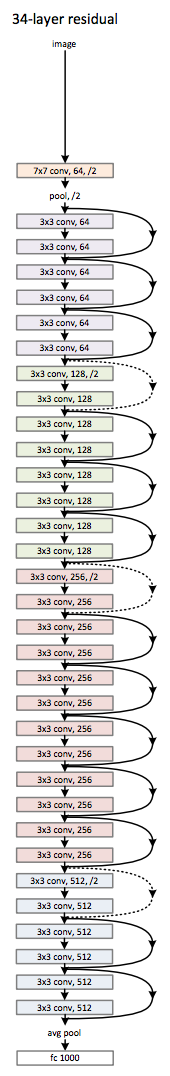 34-layer residual
image
7x7 conv, 64, /2
pool, /2
3x3 conv, 64
3x3 conv, 64
3x3 conv, 64
3x3 conv, 64
3x3 conv, 64
3x3 conv, 64
3x3 conv, 128, /2
3x3 conv, 128
3x3 conv, 128
3x3 conv, 128
3x3 conv, 128
3x3 conv, 128
3x3 conv, 128
3x3 conv, 128
3x3 conv, 256, /2
3x3 conv, 256
3x3 conv, 256
3x3 conv, 256
3x3 conv, 256
3x3 conv, 256
3x3 conv, 256
3x3 conv, 256
3x3 conv, 256
3x3 conv, 256
3x3 conv, 256
3x3 conv, 256
3x3 conv, 512, /2
3x3 conv, 512
3x3 conv, 512
3x3 conv, 512
3x3 conv, 512
3x3 conv, 512
avg pool
fc 1000